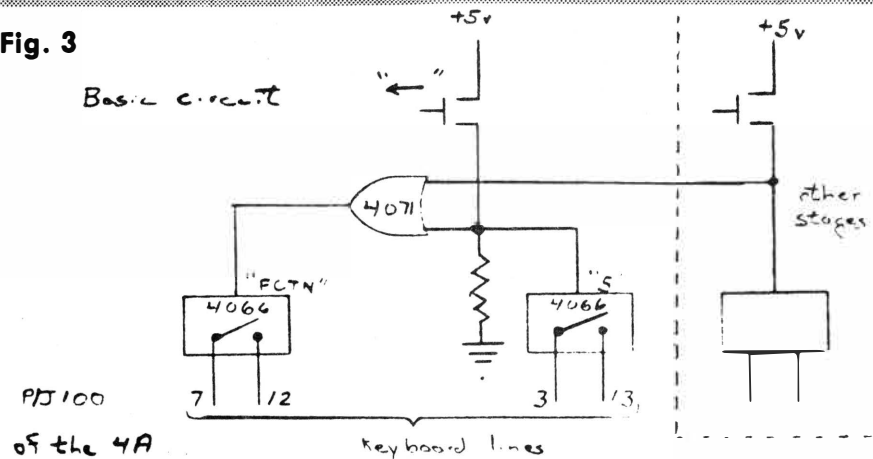 Fig. 3
+5v
+5v
Basic circuit
"←"
4071
other
stages
"FCTN"
4066
"S"
4066
7 12
3 13
P/J100
of the 4A
Keyboard lines